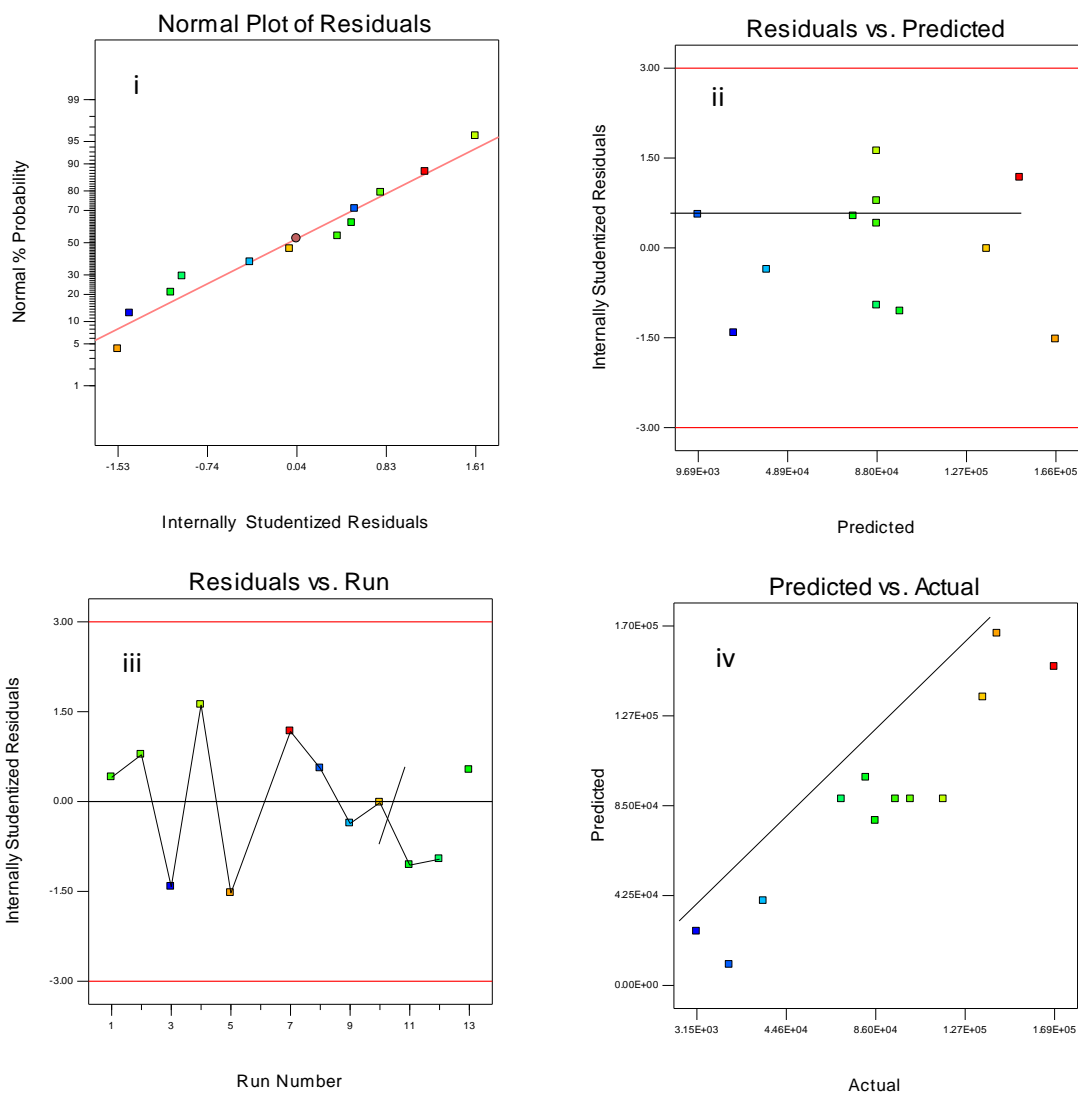 Normal Plot of Residuals
i
99
95
90
80
70
50
30
20
10
5
1
Normal % Probability
-1.53 -0.74 0.04 0.83 1.61
Internally Studentized Residuals
Residuals vs. Predicted
ii
3.00
1.50
0.00
-1.50
-3.00
Internally Studentized Residuals
9.69E+03 4.89E+04 8.80E+04 1.27E+05 1.66E+05
Predicted
Residuals vs. Run
iii
3.00
1.50
0.00
-1.50
-3.00
Internally Studentized Residuals
1 3 5 7 9 11 13
Run Number
Predicted vs. Actual
iv
1.70E+05
1.27E+05
8.50E+04
4.25E+04
0.00E+00
Predicted
3.15E+03 4.46E+04 8.60E+04 1.27E+05 1.69E+05
Actual